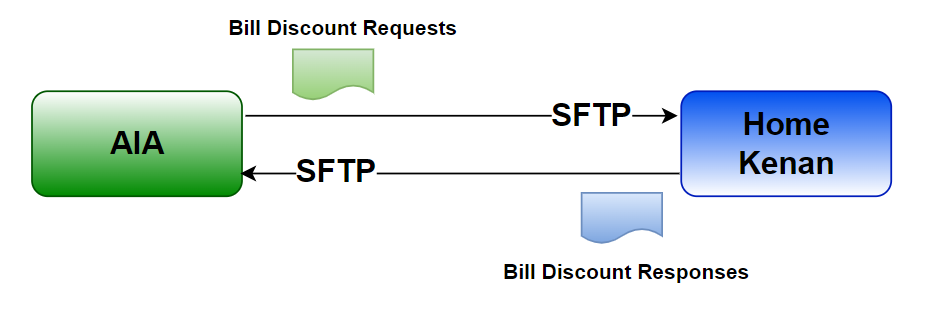 Bill Discount Requests
AIA
SFTP
Home
Kenan
SFTP
Bill Discount Responses